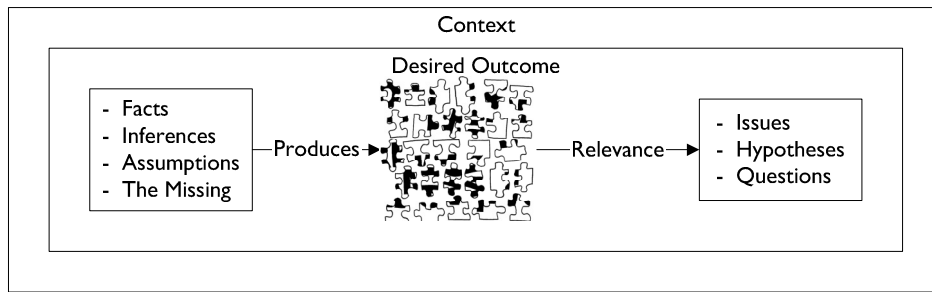 Context
Desired Outcome
- Facts
- Inferences
- Assumptions
- The Missing
Produces
Relevance
- Issues
- Hypotheses
- Questions